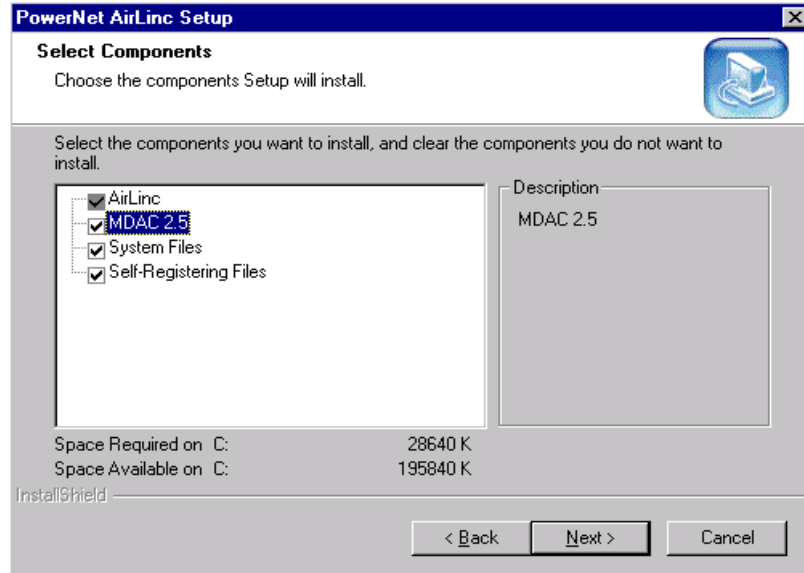 PowerNet AirLinc Setup
Select Components
Choose the components Setup will install.
Select the components you want to install, and clear the components you do not want to
install.
AirLinc
MDAC 2.5
System Files
Self-Registering Files
Description
MDAC 2.5
Space Required on C: 28640 K
Space Available on C: 195840 K
InstallShield
< Back Next > Cancel